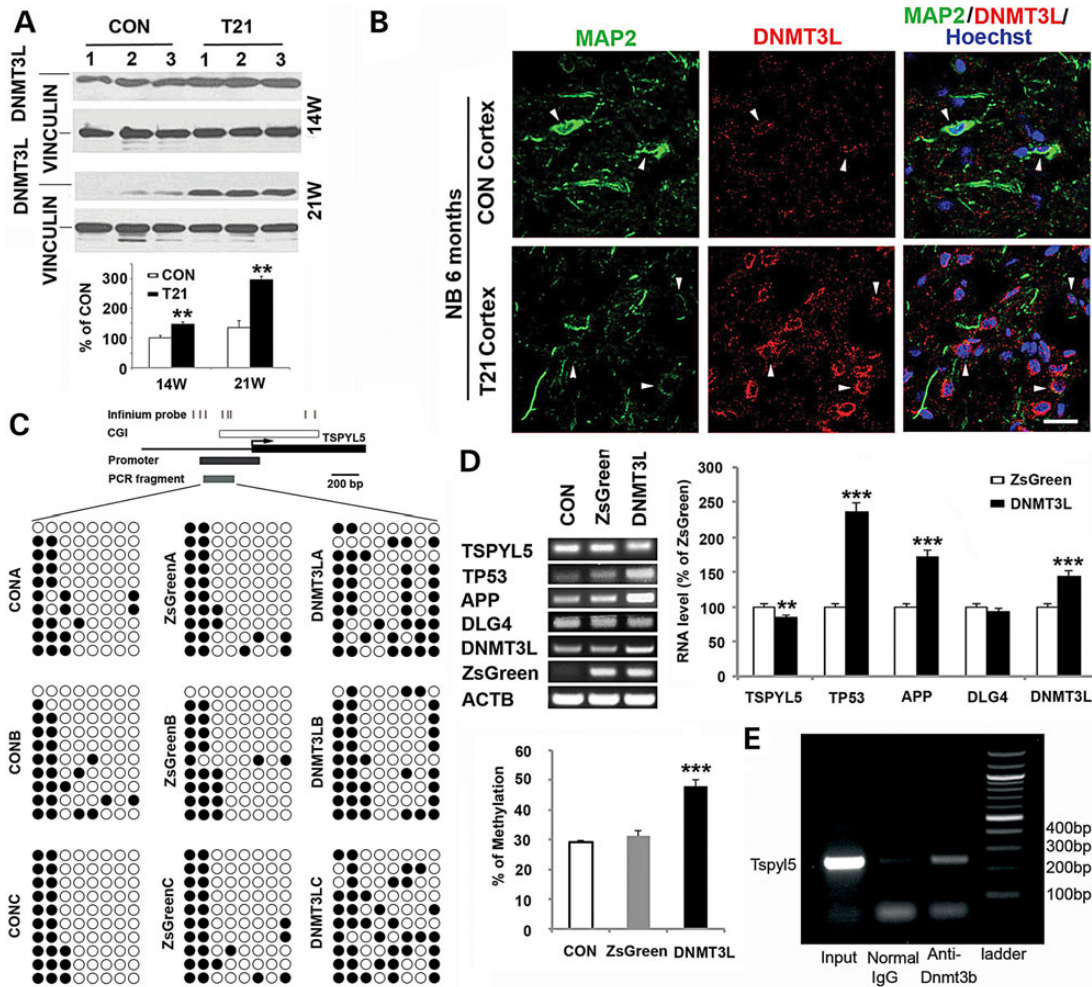 A
CON T21
1 2 3 1 2 3
DNMT3L
VINCULIN
14W
DNMT3L
VINCULIN
21W
% of CON
300
200
100
0
CON
T21
**
**
14W 21W
B
MAP2 DNMT3L MAP2/DNMT3L/
Hoechst
NB 6 months
CON Cortex
T21 Cortex
C
Infinium probe
CGI
TSPYL5
Promoter
PCR fragment
200 bp
CONA
ZsGreenA
DNMT3LA
CONB
ZsGreenB
DNMT3LB
CONC
ZsGreenC
DNMT3LC
D
CON
ZsGreen
DNMT3L
TSPYL5
TP53
APP
DLG4
DNMT3L
ZsGreen
ACTB
RNA level (% of ZsGreen)
300
250
200
150
100
50
0
ZsGreen
DNMT3L
**
***
***
***
TSPYL5 TP53 APP DLG4 DNMT3L
% of Methylation
60
50
40
30
20
10
0
***
CON ZsGreen DNMT3L
E
Tspyl5
400bp
300bp
200bp
100bp
Input Normal Anti- ladder
IgG Dnmt3b